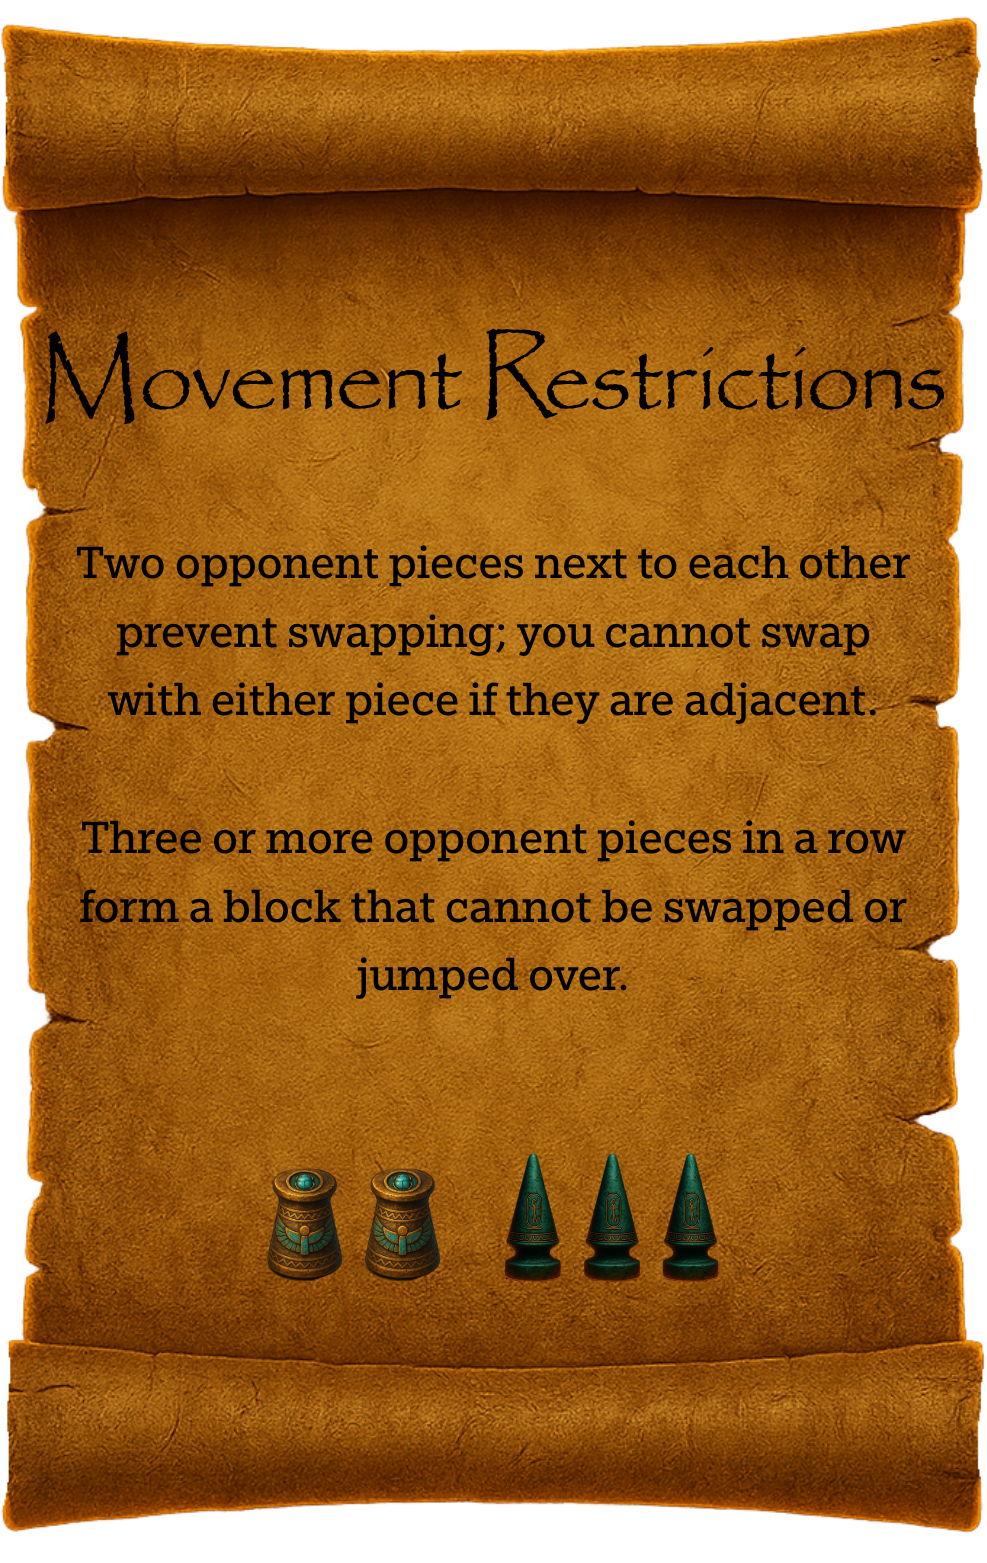 Movement Restrictions
Two opponent pieces next to each other
prevent swapping; you cannot swap
with either piece if they are adjacent.
Three or more opponent pieces in a row
form a block that cannot be swapped or
jumped over.